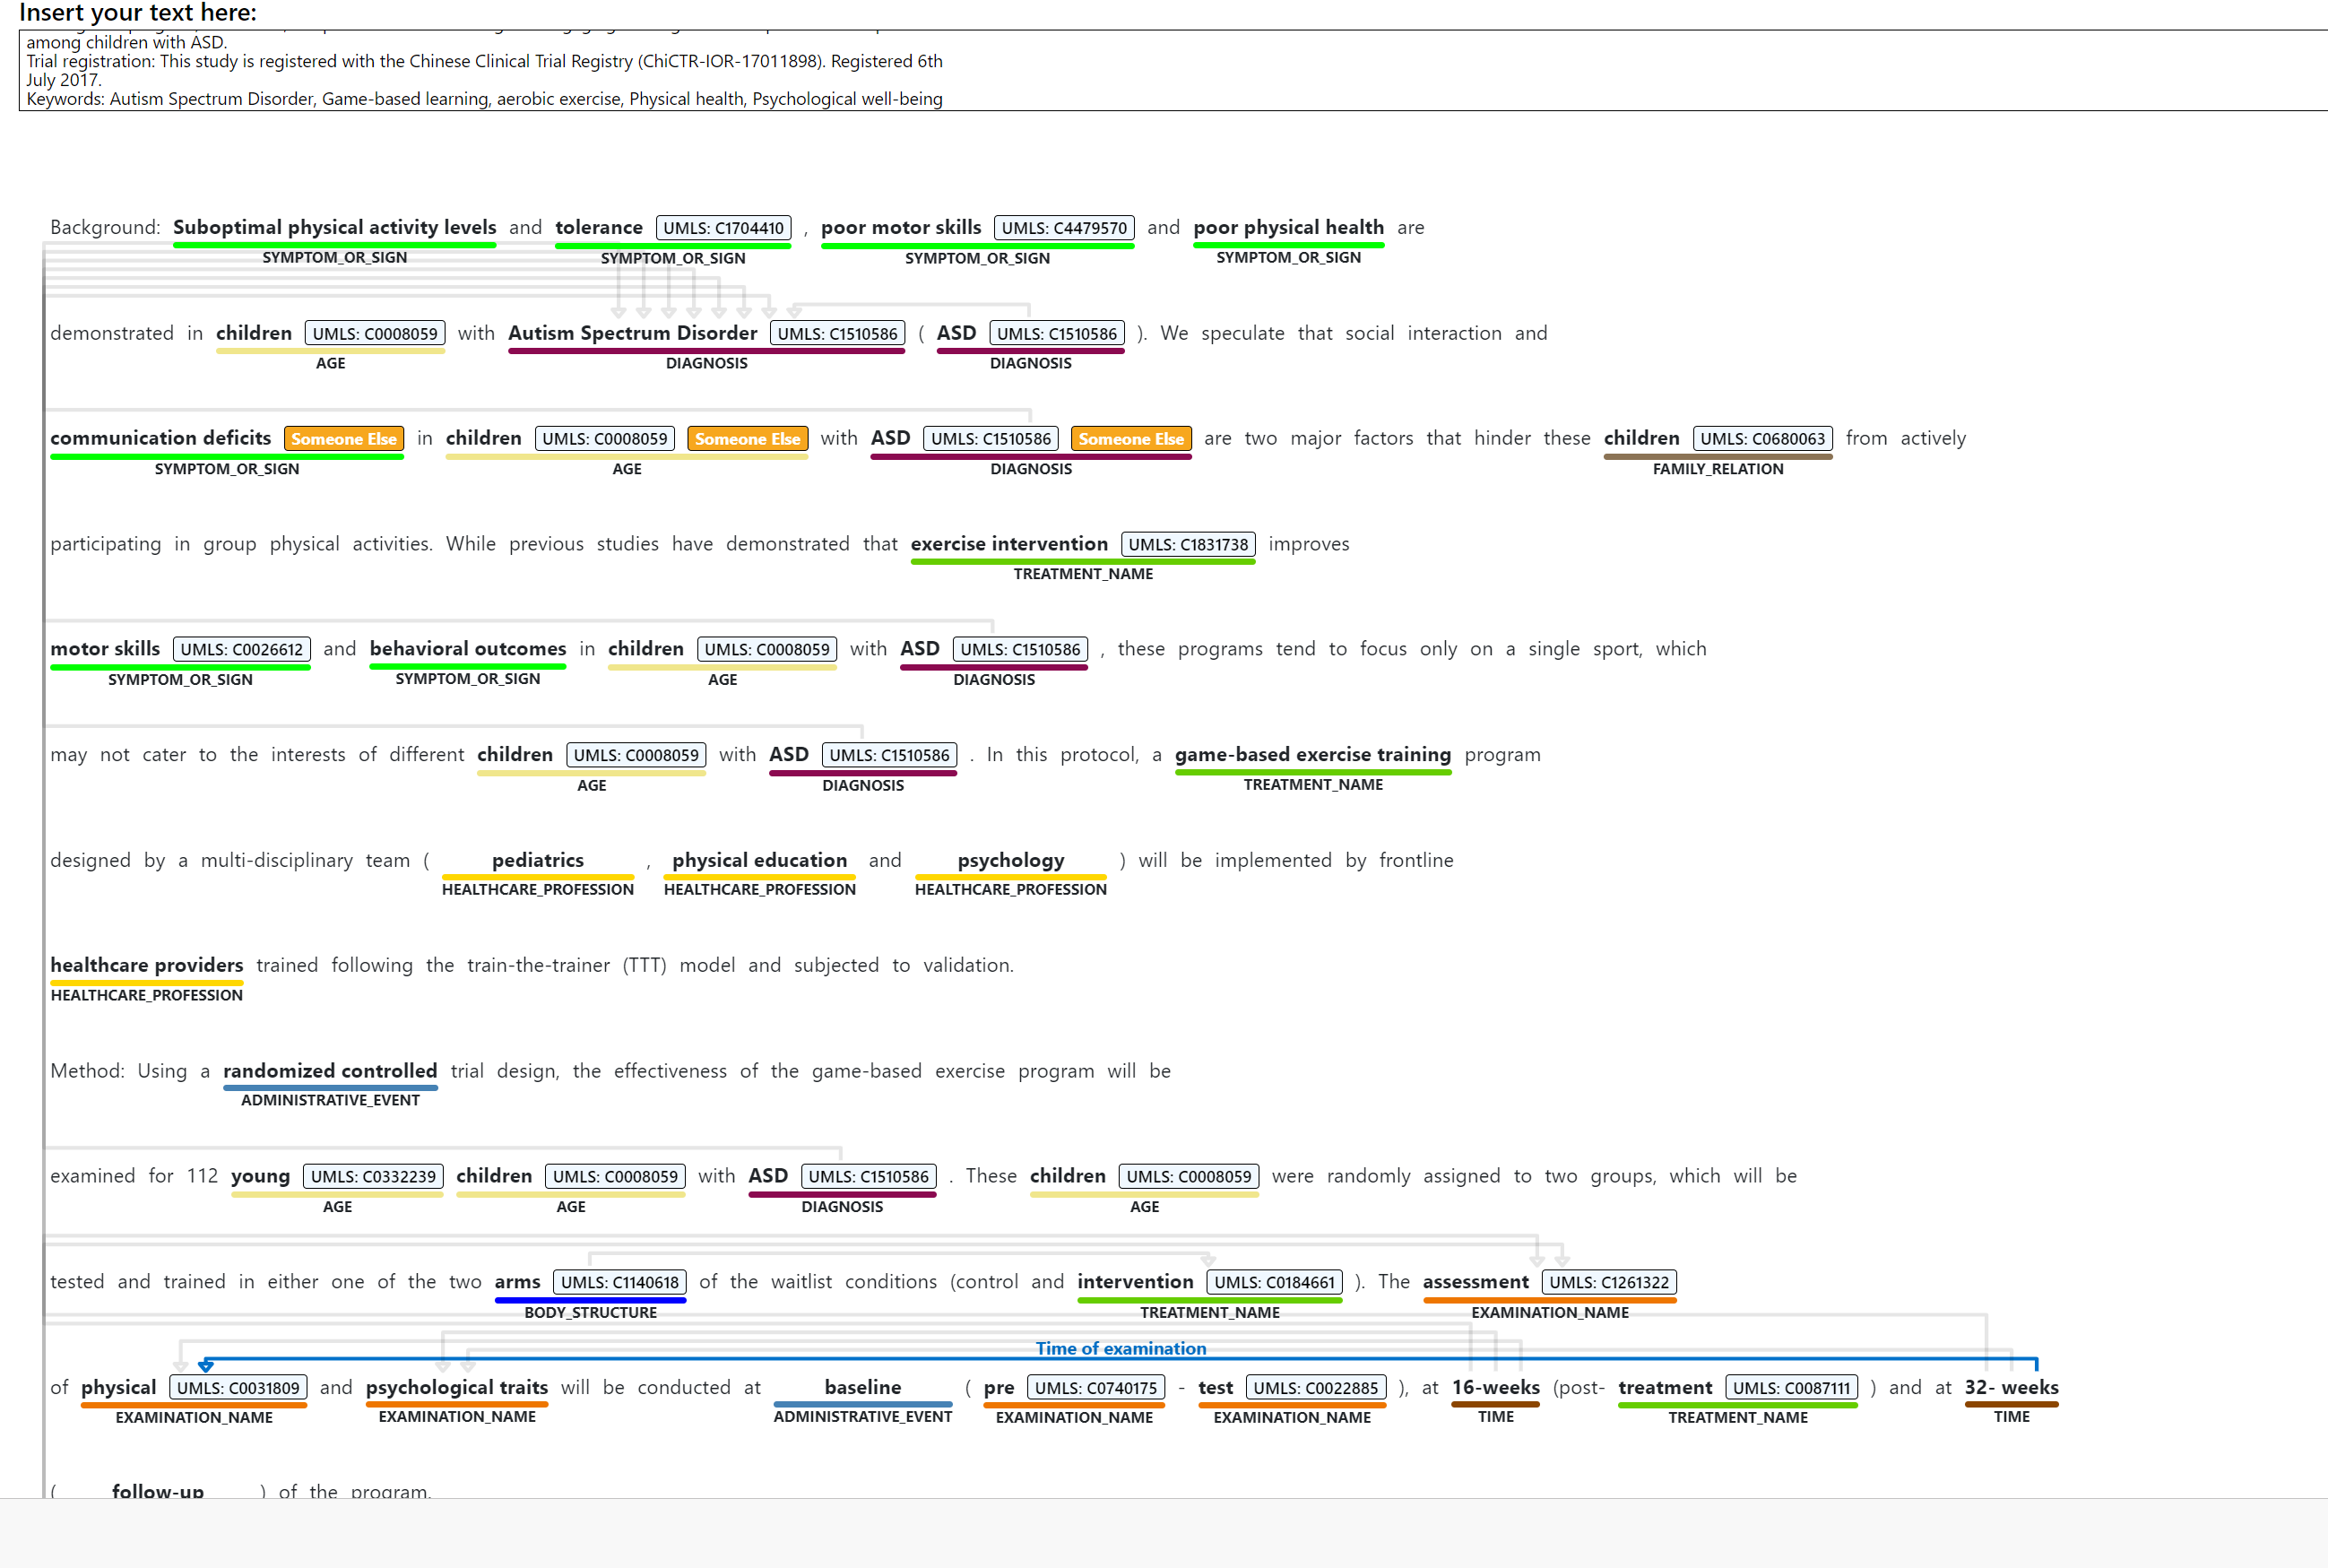 Insert your text here:
among children with ASD.
Trial registration: This study is registered with the Chinese Clinical Trial Registry (ChiCTR-IOR-17011898). Registered 6th
July 2017.
Keywords: Autism Spectrum Disorder, Game-based learning, aerobic exercise, Physical health, Psychological well-being
Background: Suboptimal physical activity levels and tolerance UMLS: C1704410 , poor motor skills UMLS: C4479570 and poor physical health are
SYMPTOM_OR_SIGN SYMPTOM_OR_SIGN SYMPTOM_OR_SIGN SYMPTOM_OR_SIGN
demonstrated in children UMLS: C0008059 with Autism Spectrum Disorder UMLS: C1510586 ( ASD UMLS: C1510586 ). We speculate that social interaction and
AGE DIAGNOSIS DIAGNOSIS
communication deficits Someone Else in children UMLS: C0008059 Someone Else with ASD UMLS: C1510586 Someone Else are two major factors that hinder these children UMLS: C0680063 from actively
SYMPTOM_OR_SIGN AGE DIAGNOSIS FAMILY_RELATION
participating in group physical activities. While previous studies have demonstrated that exercise intervention UMLS: C1831738 improves
TREATMENT_NAME
motor skills UMLS: C0026612 and behavioral outcomes in children UMLS: C0008059 with ASD UMLS: C1510586 , these programs tend to focus only on a single sport, which
SYMPTOM_OR_SIGN SYMPTOM_OR_SIGN AGE DIAGNOSIS
may not cater to the interests of different children UMLS: C0008059 with ASD UMLS: C1510586 . In this protocol, a game-based exercise training program
AGE DIAGNOSIS TREATMENT_NAME
designed by a multi-disciplinary team ( pediatrics , physical education and psychology ) will be implemented by frontline
HEALTHCARE_PROFESSION HEALTHCARE_PROFESSION HEALTHCARE_PROFESSION
healthcare providers trained following the train-the-trainer (TTT) model and subjected to validation.
HEALTHCARE_PROFESSION
Method: Using a randomized controlled trial design, the effectiveness of the game-based exercise program will be
ADMINISTRATIVE_EVENT
examined for 112 young UMLS: C0332239 children UMLS: C0008059 with ASD UMLS: C1510586 . These children UMLS: C0008059 were randomly assigned to two groups, which will be
AGE AGE DIAGNOSIS AGE
tested and trained in either one of the two arms UMLS: C1140618 of the waitlist conditions (control and intervention UMLS: C0184661 ). The assessment UMLS: C1261322
BODY_STRUCTURE TREATMENT_NAME EXAMINATION_NAME
Time of examination
of physical UMLS: C0031809 and psychological traits will be conducted at baseline ( pre UMLS: C0740175 - test UMLS: C0022885 ), at 16-weeks (post- treatment UMLS: C0087111 ) and at 32- weeks
EXAMINATION_NAME EXAMINATION_NAME ADMINISTRATIVE_EVENT EXAMINATION_NAME EXAMINATION_NAME TIME TREATMENT_NAME TIME
( follow-up ) of the program.